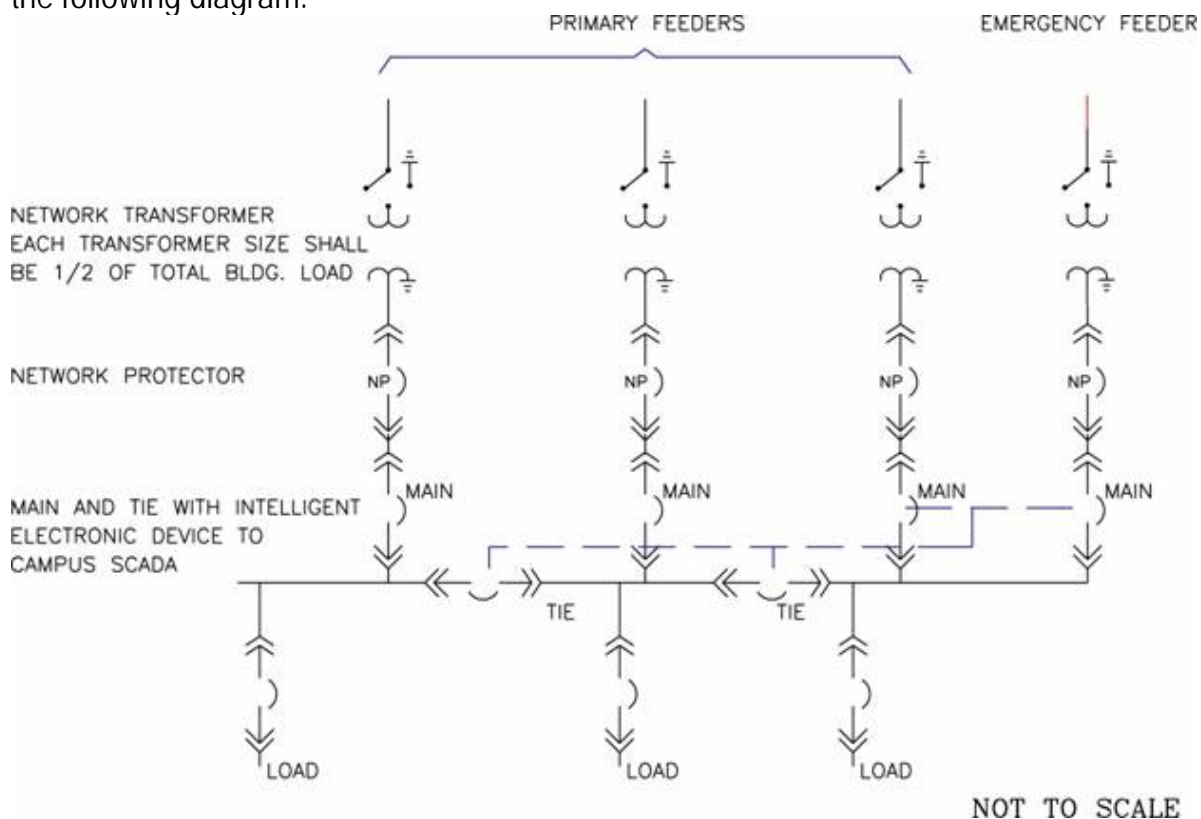 the following diagram:
PRIMARY FEEDERS
EMERGENCY FEEDER
NETWORK TRANSFORMER
EACH TRANSFORMER SIZE SHALL
BE 1/2 OF TOTAL BLDG. LOAD
NETWORK PROTECTOR
NP
NP
NP
NP
MAIN
MAIN
MAIN
MAIN
MAIN AND TIE WITH INTELLIGENT
ELECTRONIC DEVICE TO
CAMPUS SCADA
TIE
TIE
LOAD
LOAD
LOAD
NOT TO SCALE